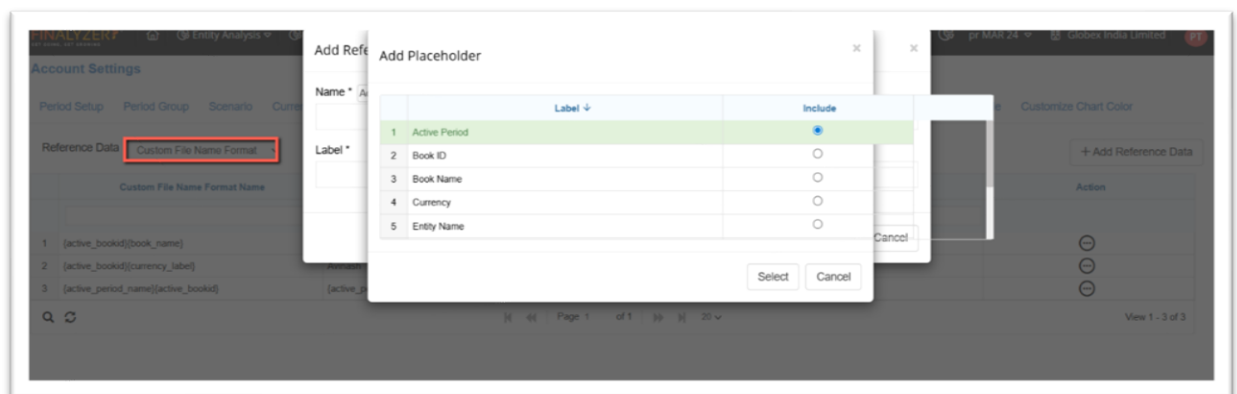 FINALYZER Entity Analysis pr MAR 24 Globex India Limited PT
Account Settings
Add Refe
Add Placeholder
Period Setup Period Group Scenario Customize Chart Color
Name *
Label Include
1 Active Period
Reference Data Custom File Name Format
Label *
+ Add Reference Data
2 Book ID
3 Book Name
Custom File Name Format Name Action
4 Currency
5 Entity Name
Cancel
1 {active_bookid}{book_name}
2 {active_bookid}{currency_label}
3 {active_period_name}{active_bookid}
Select Cancel
Page 1 of 1 20 View 1 - 3 of 3